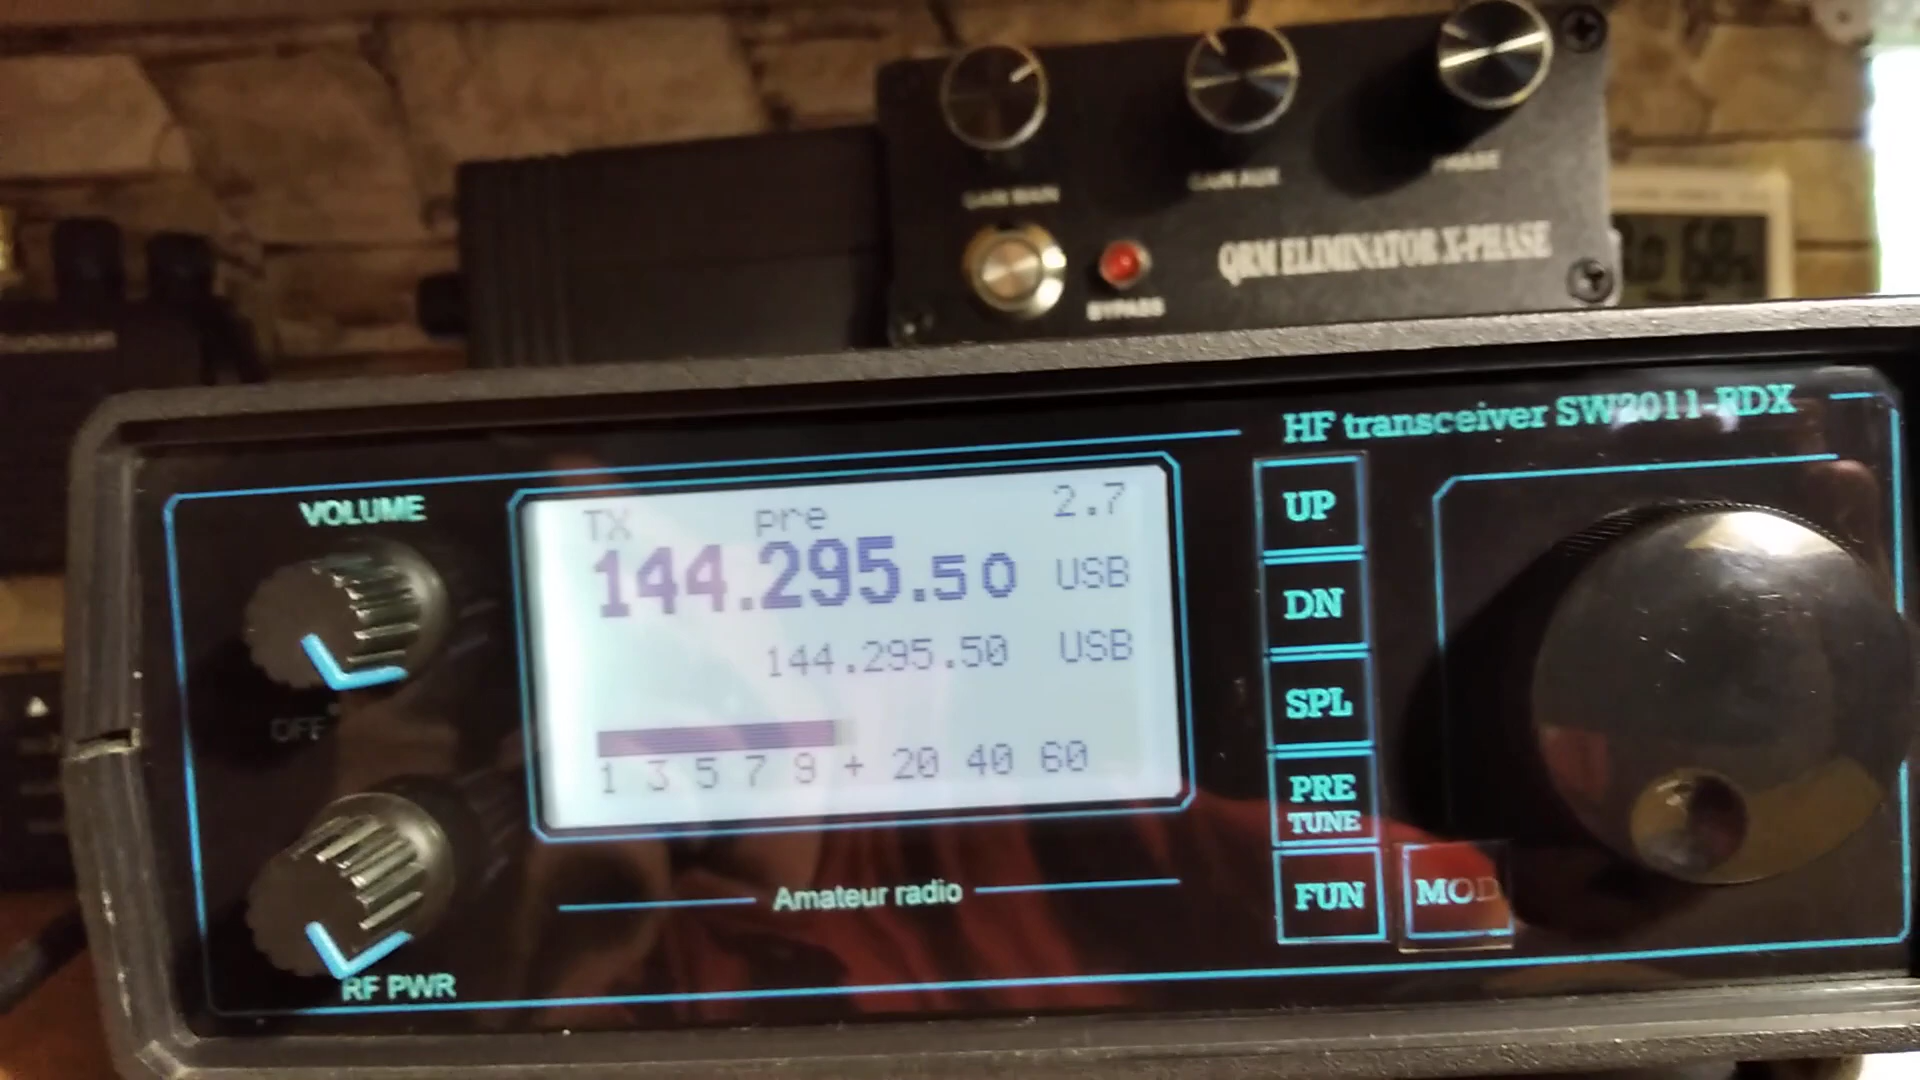 GAIN MAIN
GAIN AUX
PHASE
BYPASS
QRM ELIMINATOR X-PHASE
68%
HF transceiver SW2011-RDX
VOLUME
OFF
RF PWR
TX pre 2.7
144.295.50 USB
144.295.50 USB
1 3 5 7 9 + 20 40 60
Amateur radio
UP
DN
SPL
PRE
TUNE
FUN
MOD